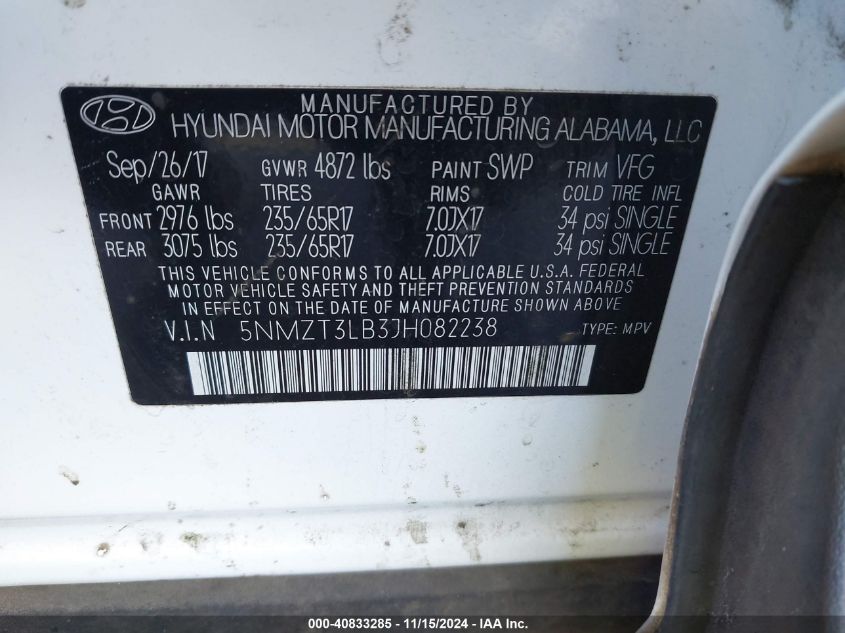 MANUFACTURED BY
HYUNDAI MOTOR MANUFACTURING ALABAMA, LLC
Sep/26/17 GVWR 4872 lbs PAINT SWP TRIM VFG
GAWR TIRES RIMS COLD TIRE INFL
FRONT 2976 lbs 235/65R17 7.0JX17 34 psi SINGLE
REAR 3075 lbs 235/65R17 7.0JX17 34 psi SINGLE
THIS VEHICLE CONFORMS TO ALL APPLICABLE U.S.A. FEDERAL
MOTOR VEHICLE SAFETY AND THEFT PREVENTION STANDARDS
IN EFFECT ON THE DATE OF MANUFACTURE SHOWN ABOVE.
V.I.N 5NMZT3LB3JH082238 TYPE: MPV
000-40833285 - 11/15/2024 - IAA Inc.